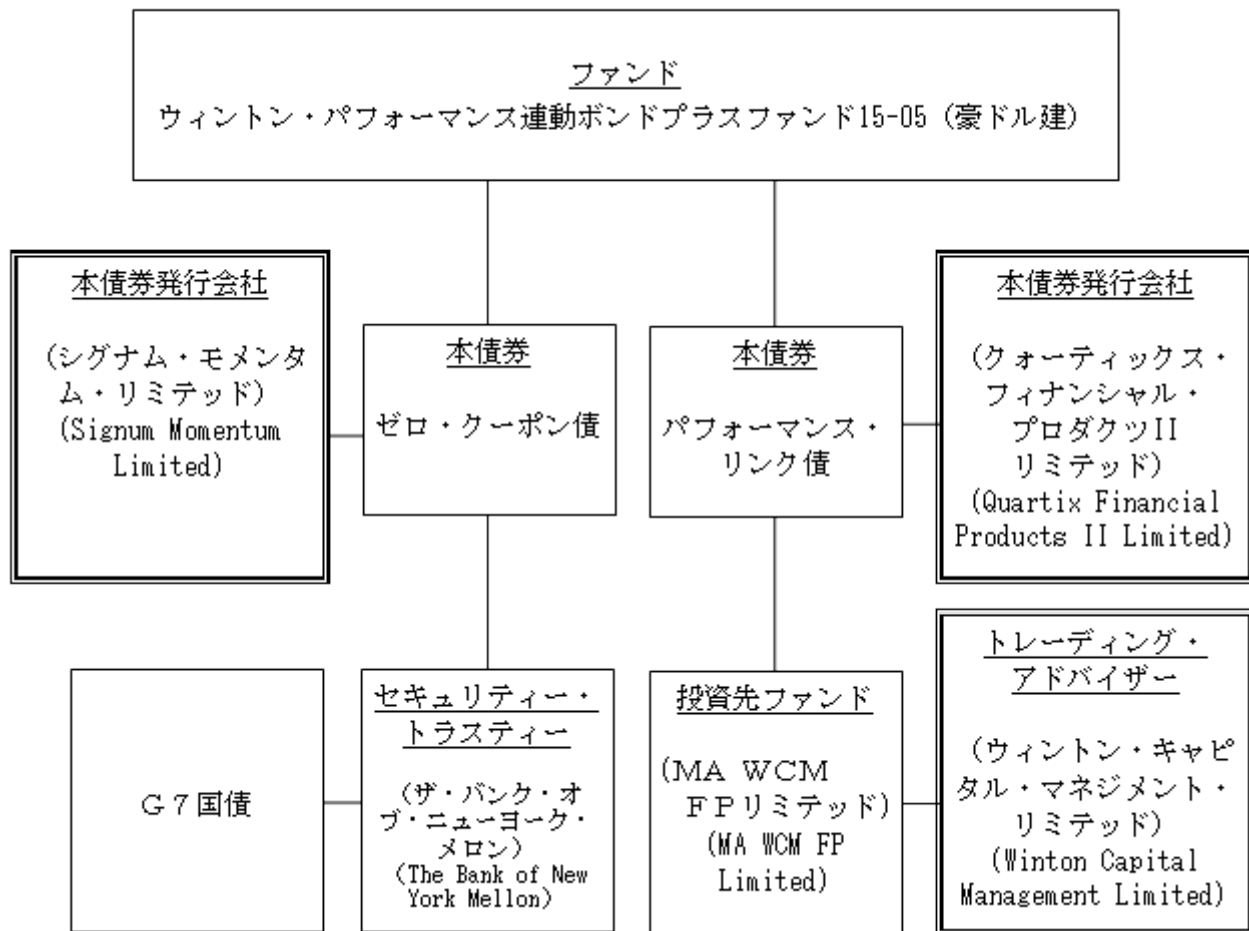 ファンド
ウィントン・パフォーマンス連動ボンドプラスファンド15-05 (豪ドル建)
本債券発行会社
(シグナム・モメンタ
ム・リミテッド)
(Signum Momentum
Limited)
本債券
ゼロ・クーポン債
本債券
パフォーマンス・
リンク債
本債券発行会社
(クォーティックス・
フィナンシャル・
プロダクツII
リミテッド)
(Quartix Financial
Products II Limited)
G7国債
セキュリティー・
トラスティー
(ザ・バンク・オ
ブ・ニューヨーク・
メロン)
(The Bank of New
York Mellon)
投資先ファンド
(MA WCM
FPリミテッド)
(MA WCM FP
Limited)
トレーディング・
アドバイザー
(ウィントン・キャピ
タル・マネジメント・
リミテッド)
(Winton Capital
Management Limited)